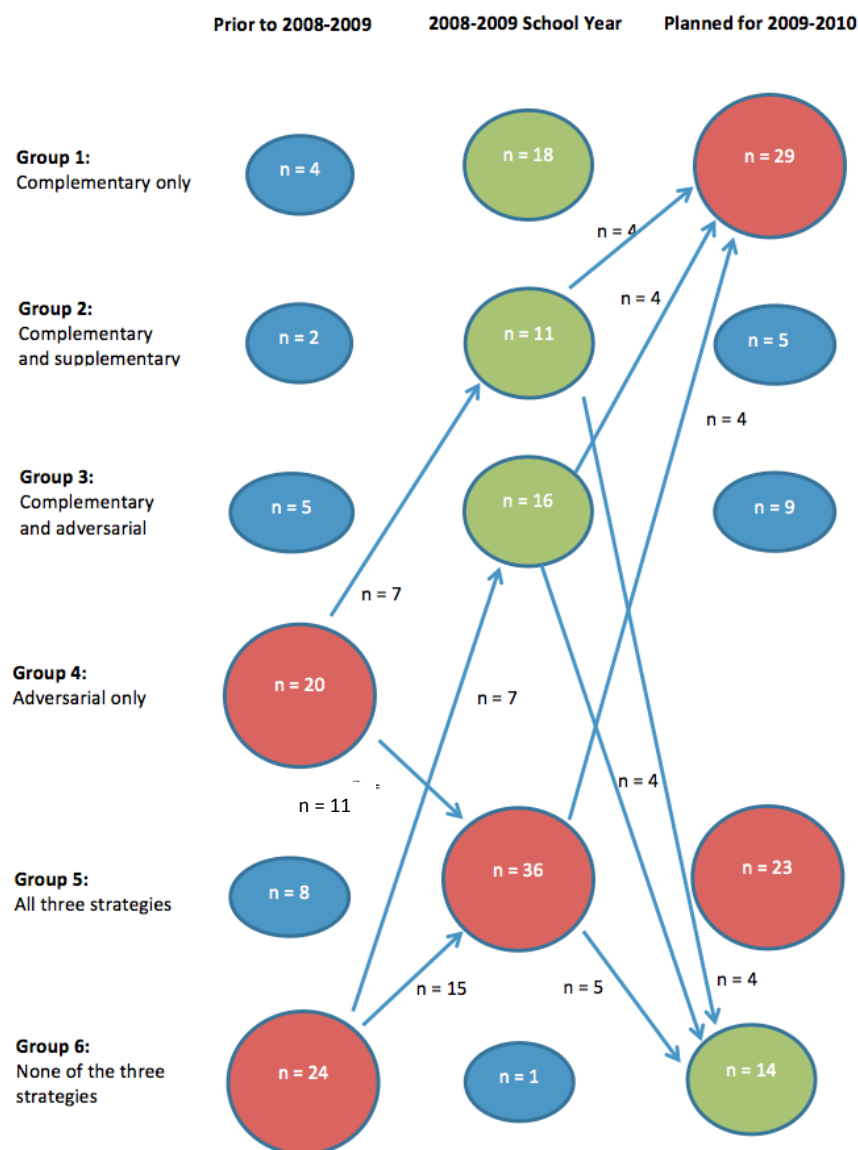 Prior to 2008-2009 2008-2009 School Year Planned for 2009-2010
Group 1:
Complementary only
n = 4
n = 18
n = 29
n = 4
n = 4
Group 2:
Complementary
and supplementary
n = 2
n = 11
n = 5
n = 4
Group 3:
Complementary
and adversarial
n = 5
n = 16
n = 9
n = 7
Group 4:
Adversarial only
n = 20
n = 7
n = 11
n = 4
Group 5:
All three strategies
n = 8
n = 36
n = 23
n = 15
n = 5
n = 4
Group 6:
None of the three
strategies
n = 24
n = 1
n = 14